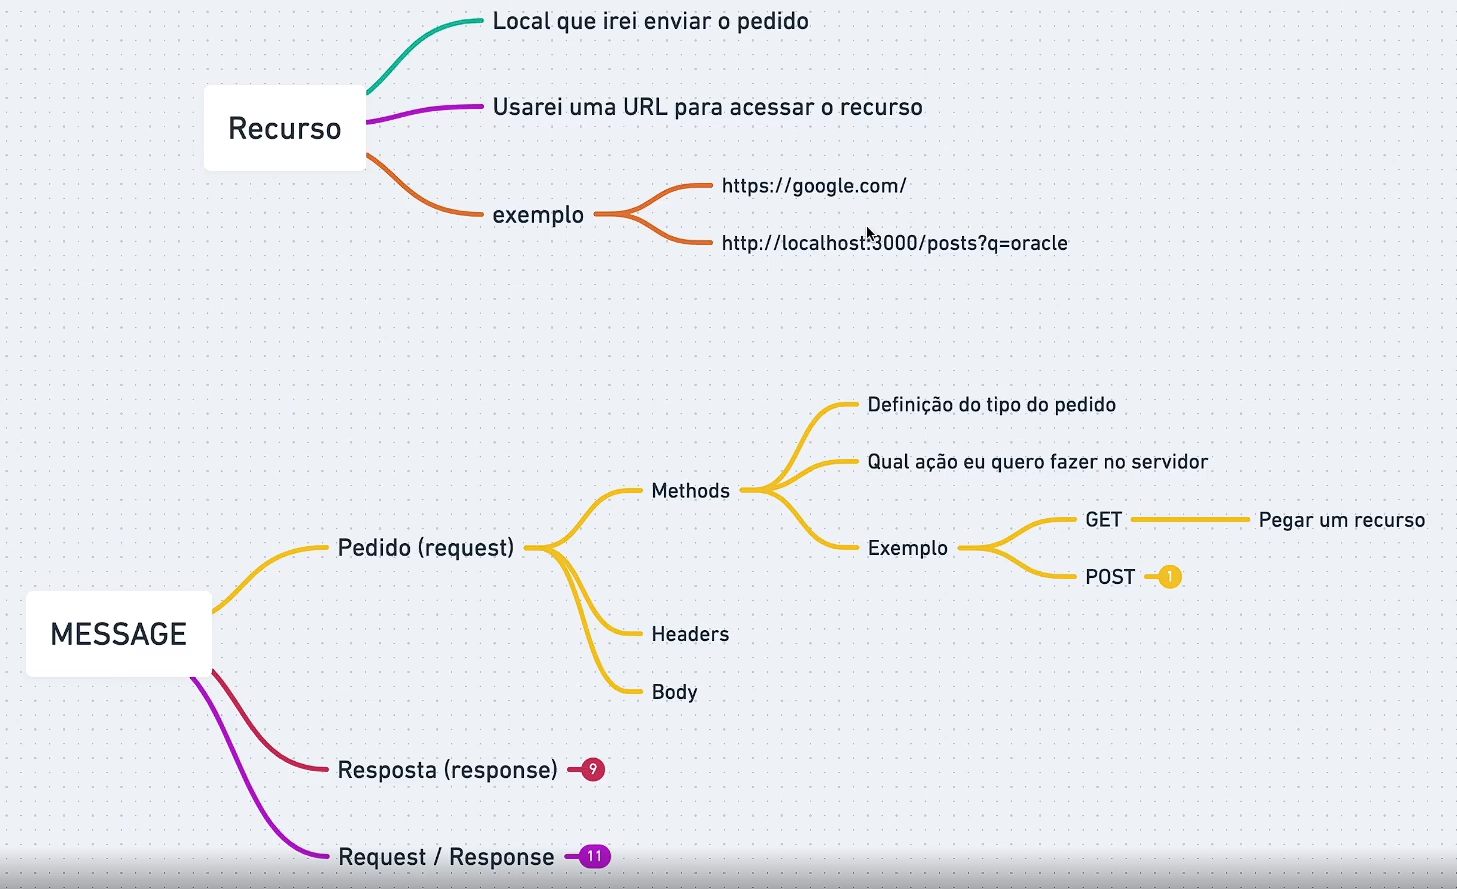 Local que irei enviar o pedido
Recurso
Usarei uma URL para acessar o recurso
exemplo
https://google.com/
http://localhost:3000/posts?q=oracle
MESSAGE
Pedido (request)
Methods
Definição do tipo do pedido
Qual ação eu quero fazer no servidor
Exemplo
GET
Pegar um recurso
POST
1
Headers
Body
Resposta (response)
9
Request / Response
11